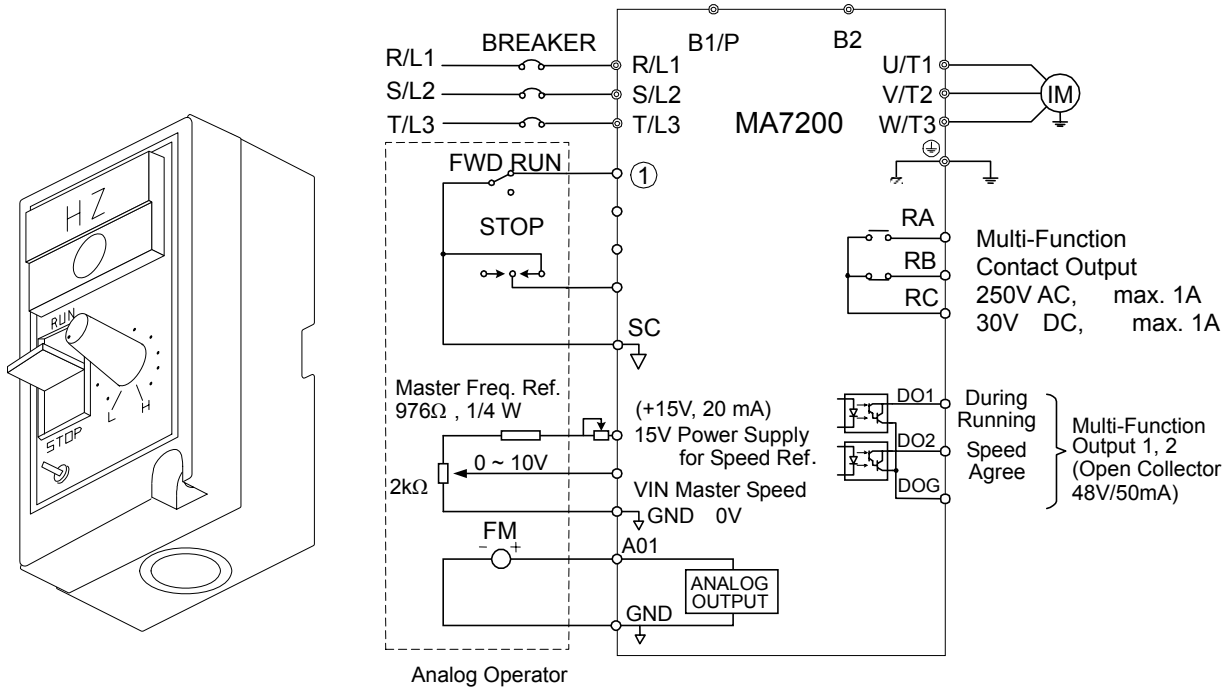 HZ
RUN
L
H
STOP
B1/P
B2
BREAKER
R/L1
S/L2
T/L3
R/L1
S/L2
T/L3
MA7200
U/T1
V/T2
W/T3
IM
FWD RUN
1
STOP
SC
RA
RB
RC
Multi-Function
Contact Output
250V AC, max. 1A
30V DC, max. 1A
Master Freq. Ref.
976Ω , 1/4 W
0 ~ 10V
2kΩ
(+15V, 20 mA)
15V Power Supply
for Speed Ref.
VIN Master Speed
GND 0V
FM
- +
A01
ANALOG
OUTPUT
GND
DO1
DO2
DOG
During
Running
Speed
Agree
Multi-Function
Output 1, 2
(Open Collector
48V/50mA)
Analog Operator